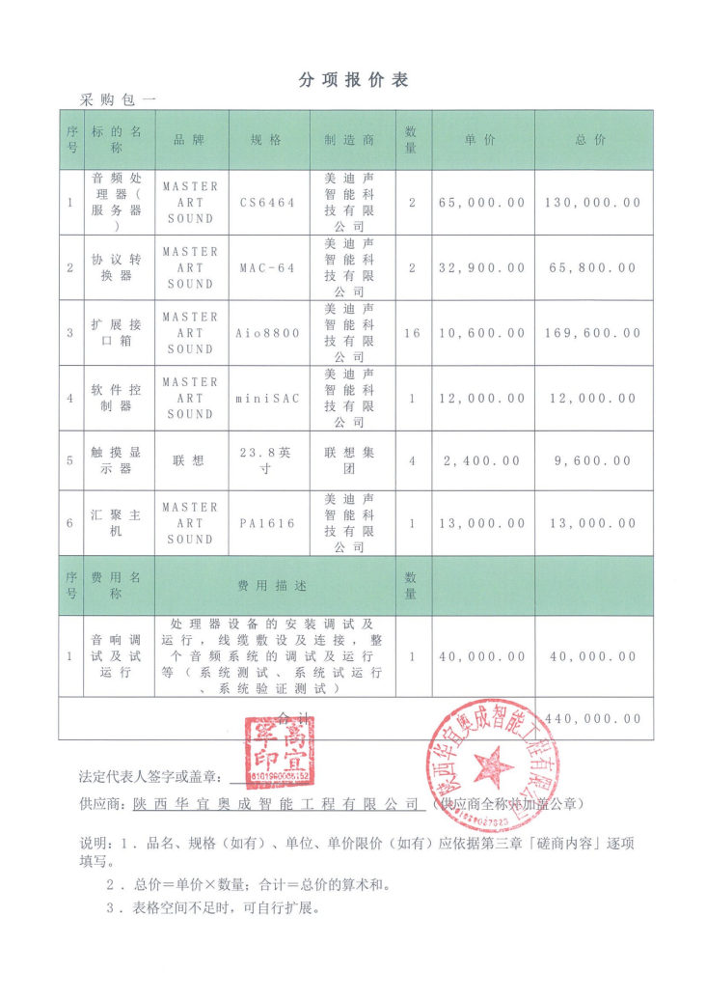 分项报价表
采购包一
序号 标的名称 品牌 规格 制造商 数量 单价 总价
1 音频处理器(服务器) MASTER ART SOUND CS6464 美迪声智能科技有限公司 2 65,000.00 130,000.00
2 协议转换器 MASTER ART SOUND MAC-64 美迪声智能科技有限公司 2 32,900.00 65,800.00
3 扩展接口箱 MASTER ART SOUND Aio8800 美迪声智能科技有限公司 16 10,600.00 169,600.00
4 软件控制器 MASTER ART SOUND miniSAC 美迪声智能科技有限公司 1 12,000.00 12,000.00
5 触摸显示器 联想 23.8英寸 联想集团 4 2,400.00 9,600.00
6 汇聚主机 MASTER ART SOUND PA1616 美迪声智能科技有限公司 1 13,000.00 13,000.00
序号 费用名称 费用描述 数量
1 音响调试及试运行 处理器设备的安装调试及运行,线缆敷设及连接,整个音频系统的调试及运行等(系统测试、系统试运行、系统验证测试) 1 40,000.00 40,000.00
合计 440,000.00
法定代表人签字或盖章:
供应商:陕西华宜奥成智能工程有限公司 (供应商全称并加盖公章)
陕西华宜奥成智能工程有限公司
说明:1.品名、规格(如有)、单位、单价限价(如有)应依据第三章「磋商内容」逐项
填写。
2.总价=单价×数量;合计=总价的算术和。
3.表格空间不足时,可自行扩展。